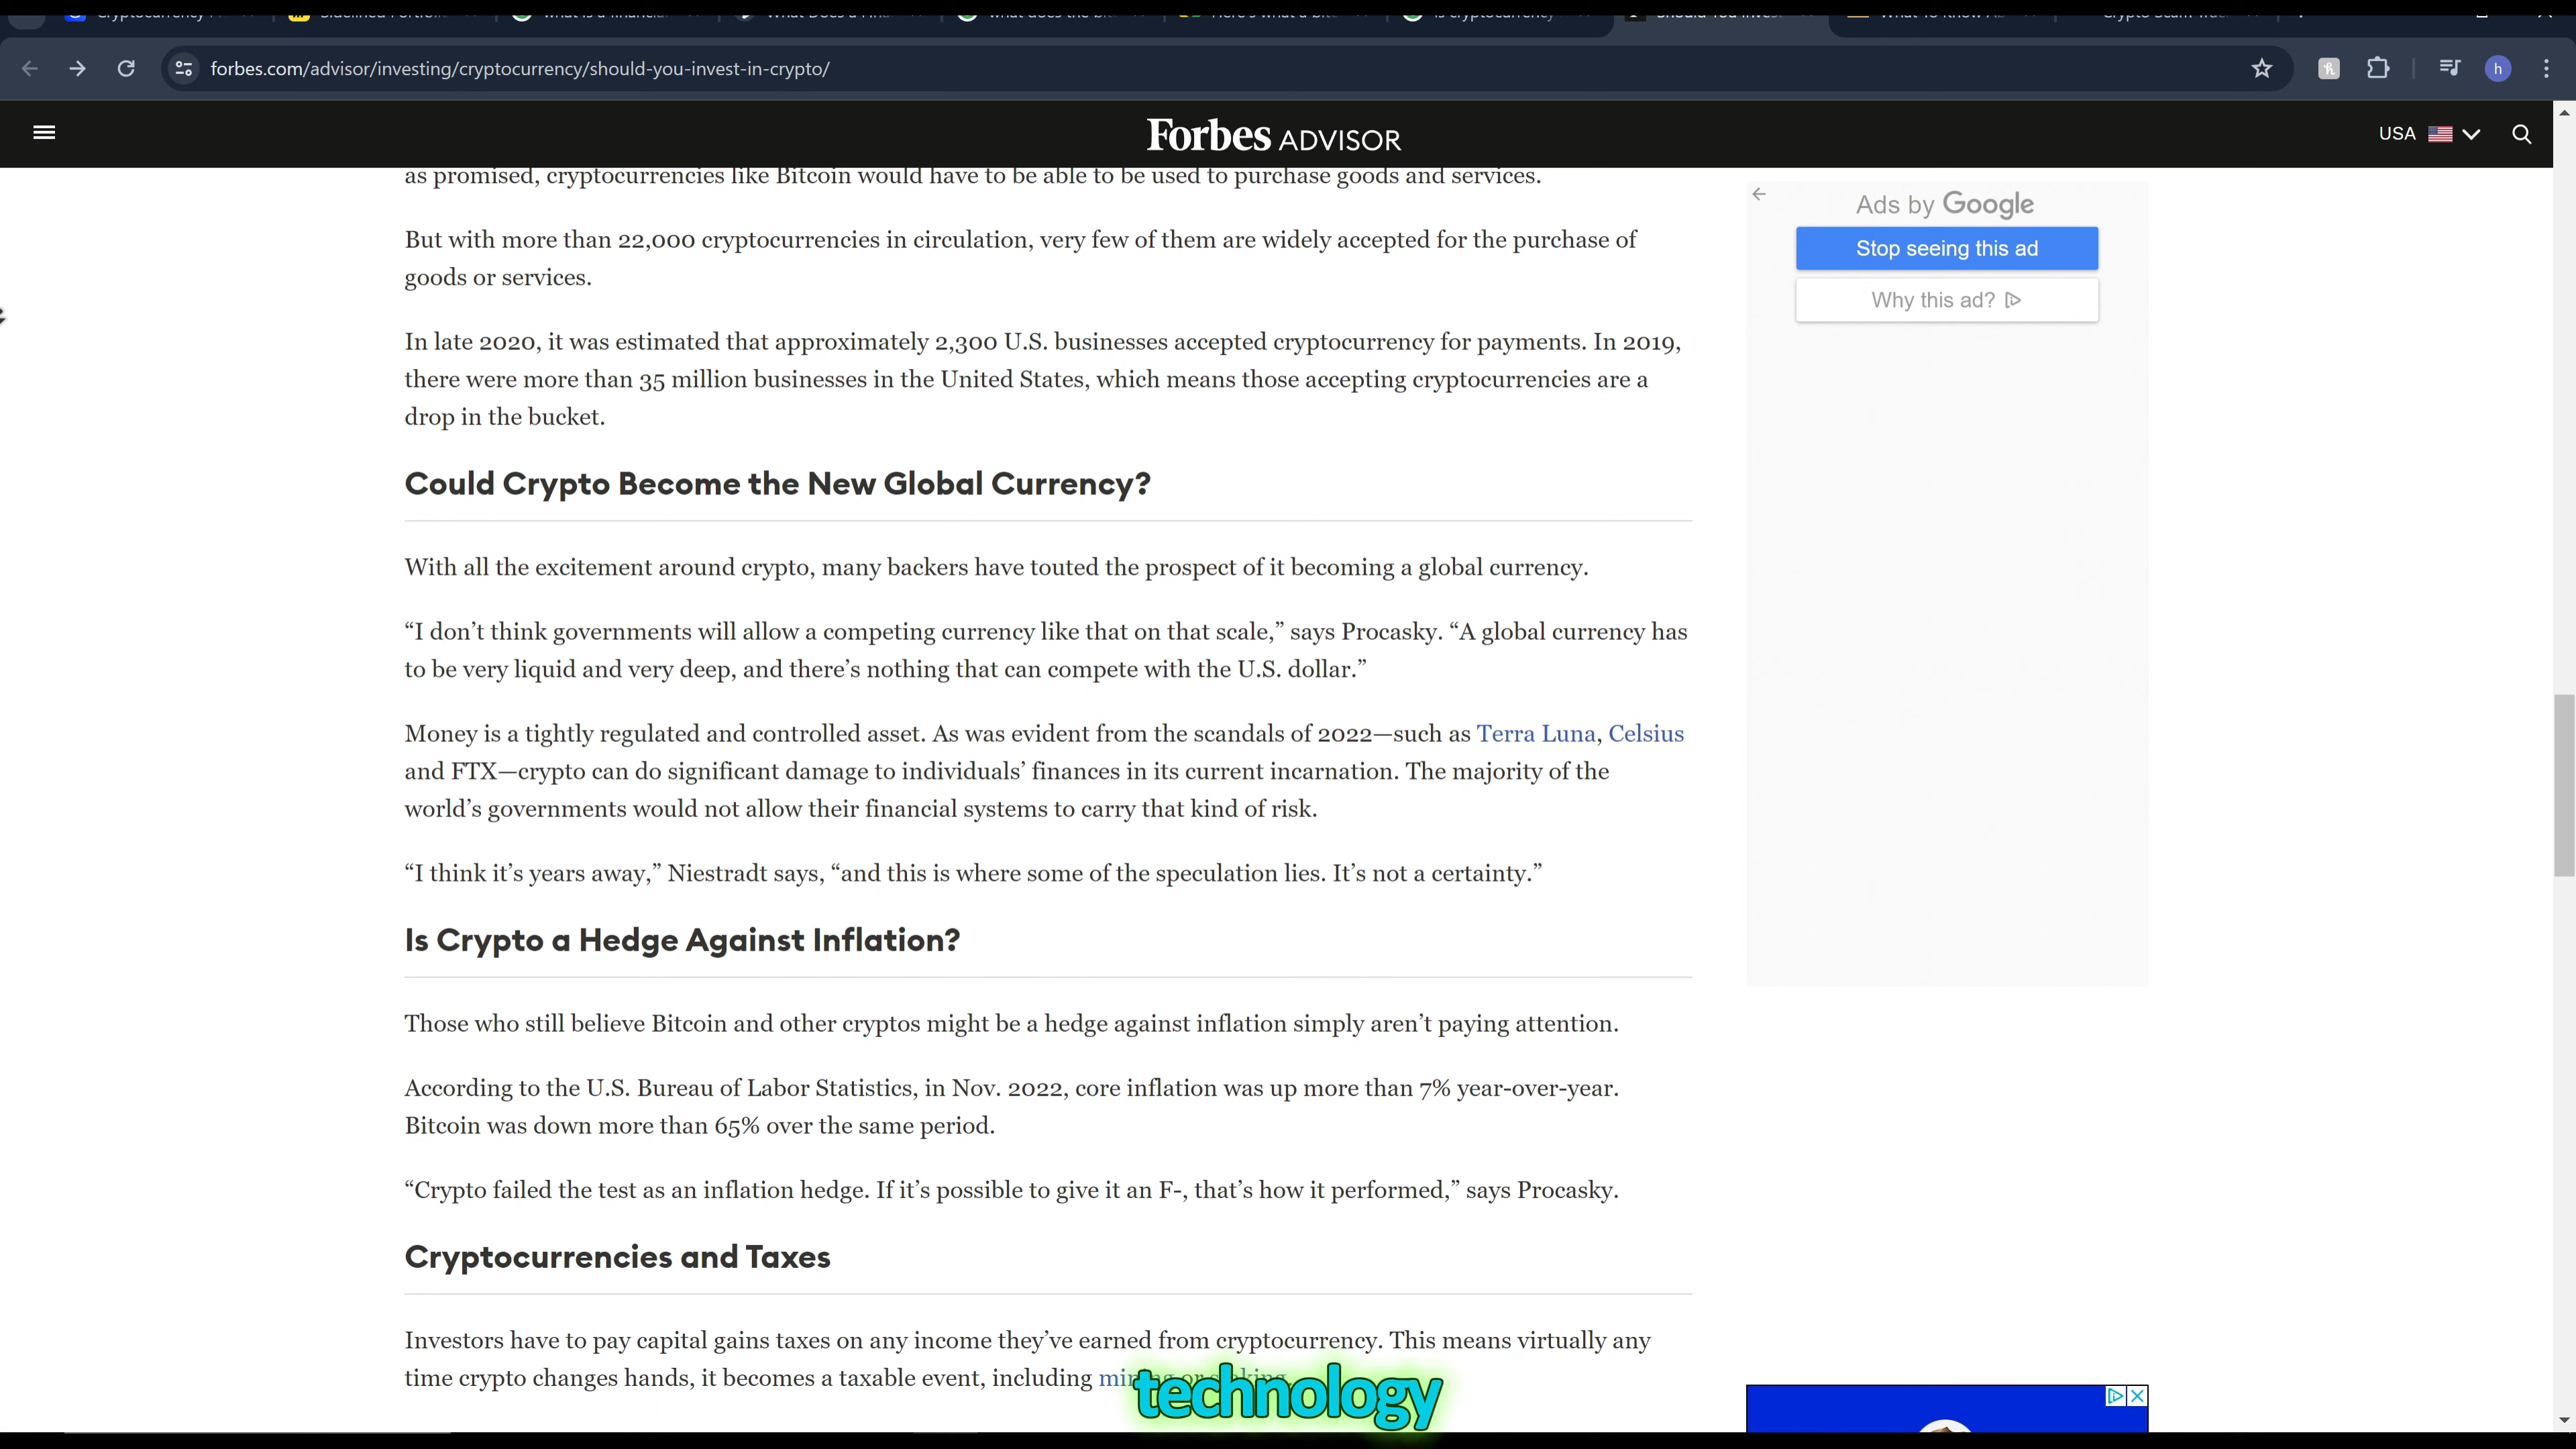 forbes.com/advisor/investing/cryptocurrency/should-you-invest-in-crypto/
h
Forbes ADVISOR
USA
as promised, cryptocurrencies like Bitcoin would have to be able to be used to purchase goods and services.
But with more than 22,000 cryptocurrencies in circulation, very few of them are widely accepted for the purchase of
goods or services.
In late 2020, it was estimated that approximately 2,300 U.S. businesses accepted cryptocurrency for payments. In 2019,
there were more than 35 million businesses in the United States, which means those accepting cryptocurrencies are a
drop in the bucket.
Could Crypto Become the New Global Currency?
With all the excitement around crypto, many backers have touted the prospect of it becoming a global currency.
“I don’t think governments will allow a competing currency like that on that scale,” says Procasky. “A global currency has
to be very liquid and very deep, and there’s nothing that can compete with the U.S. dollar.”
Money is a tightly regulated and controlled asset. As was evident from the scandals of 2022—such as Terra Luna, Celsius
and FTX—crypto can do significant damage to individuals’ finances in its current incarnation. The majority of the
world’s governments would not allow their financial systems to carry that kind of risk.
“I think it’s years away,” Niestradt says, “and this is where some of the speculation lies. It’s not a certainty.”
Is Crypto a Hedge Against Inflation?
Those who still believe Bitcoin and other cryptos might be a hedge against inflation simply aren’t paying attention.
According to the U.S. Bureau of Labor Statistics, in Nov. 2022, core inflation was up more than 7% year-over-year.
Bitcoin was down more than 65% over the same period.
“Crypto failed the test as an inflation hedge. If it’s possible to give it an F-, that’s how it performed,” says Procasky.
Cryptocurrencies and Taxes
Investors have to pay capital gains taxes on any income they’ve earned from cryptocurrency. This means virtually any
time crypto changes hands, it becomes a taxable event, including
technology
Ads by Google
Stop seeing this ad
Why this ad?